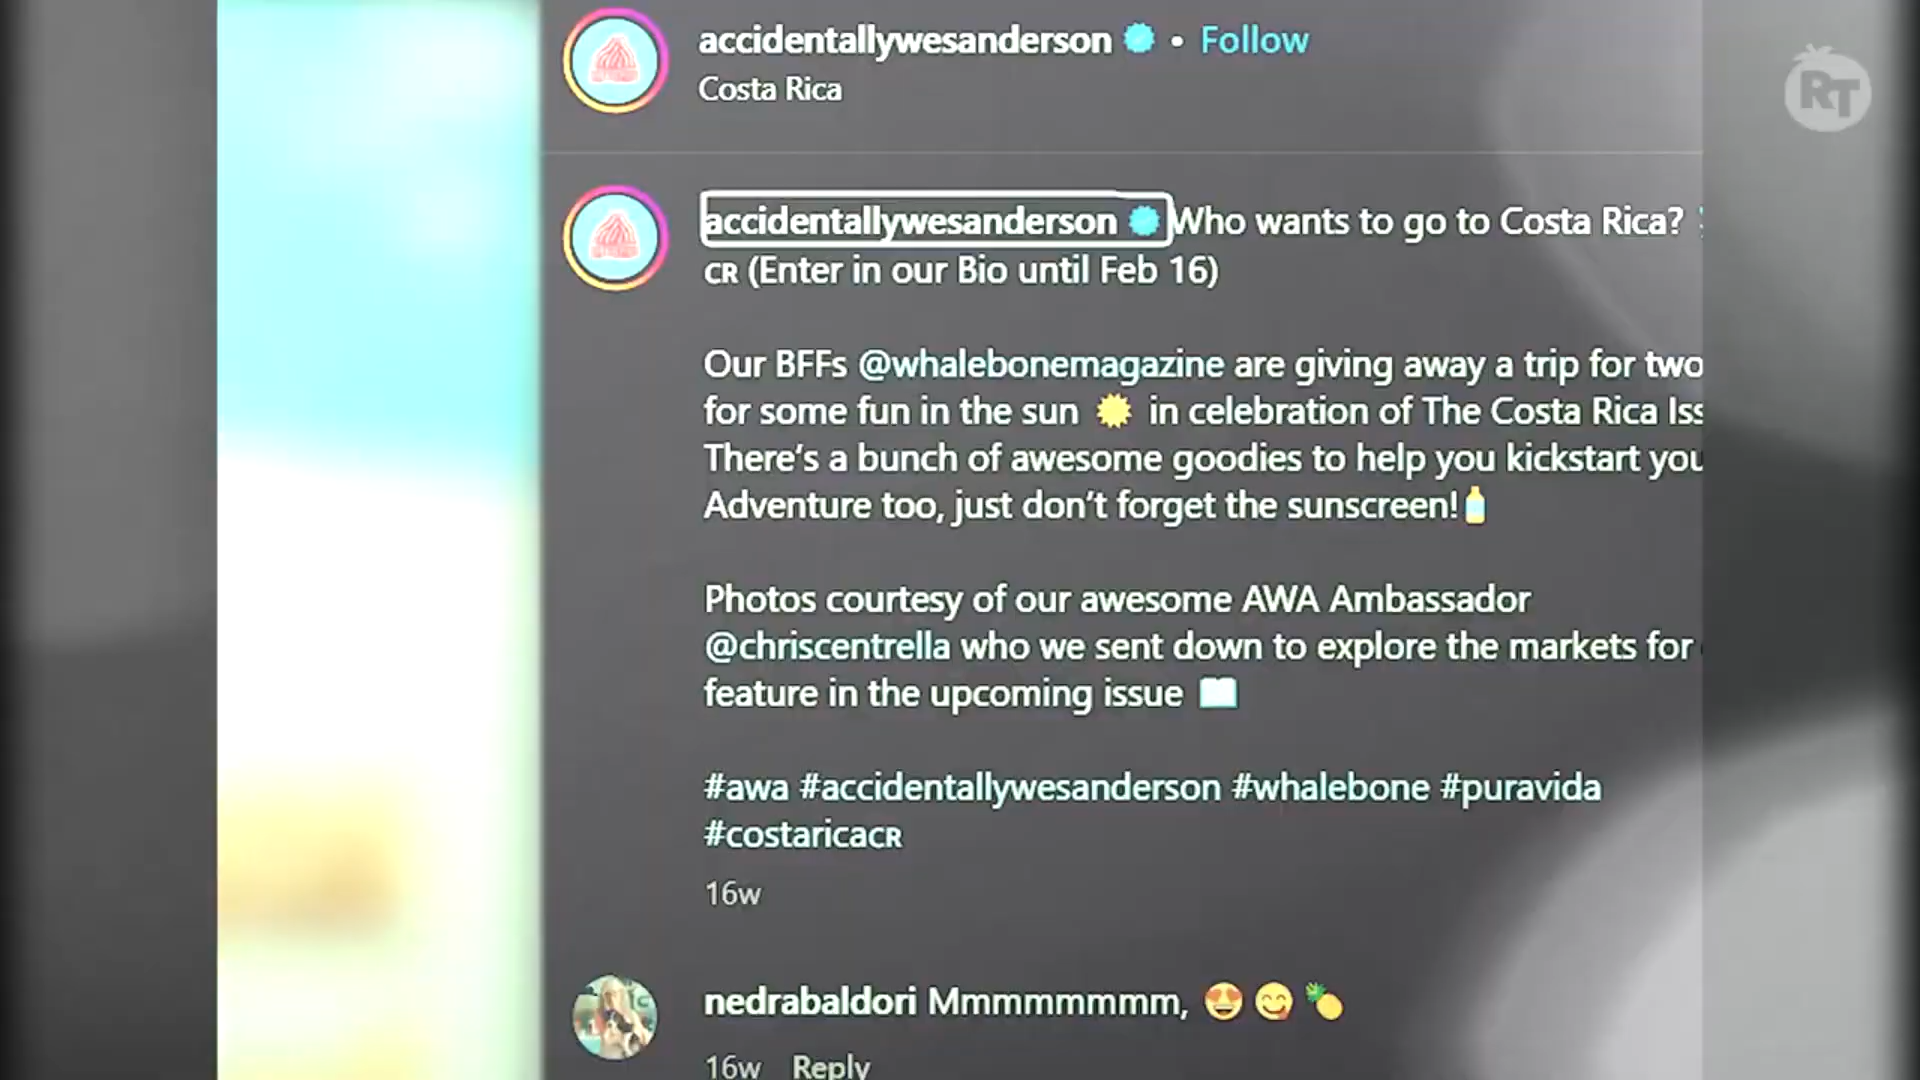 accidentallywesanderson • Follow
Costa Rica
RT
accidentallywesanderson Who wants to go to Costa Rica?
CR (Enter in our Bio until Feb 16)
Our BFFs @whalebonemagazine are giving away a trip for two
for some fun in the sun in celebration of The Costa Rica Iss
There's a bunch of awesome goodies to help you kickstart you
Adventure too, just don't forget the sunscreen!
Photos courtesy of our awesome AWA Ambassador
@chriscentrella who we sent down to explore the markets for
feature in the upcoming issue
#awa #accidentallywesanderson #whalebone #puravida
#costaricaCR
16w
nedrabaldori Mmmmmmmm, 😍 😋 🍍
16w Reply